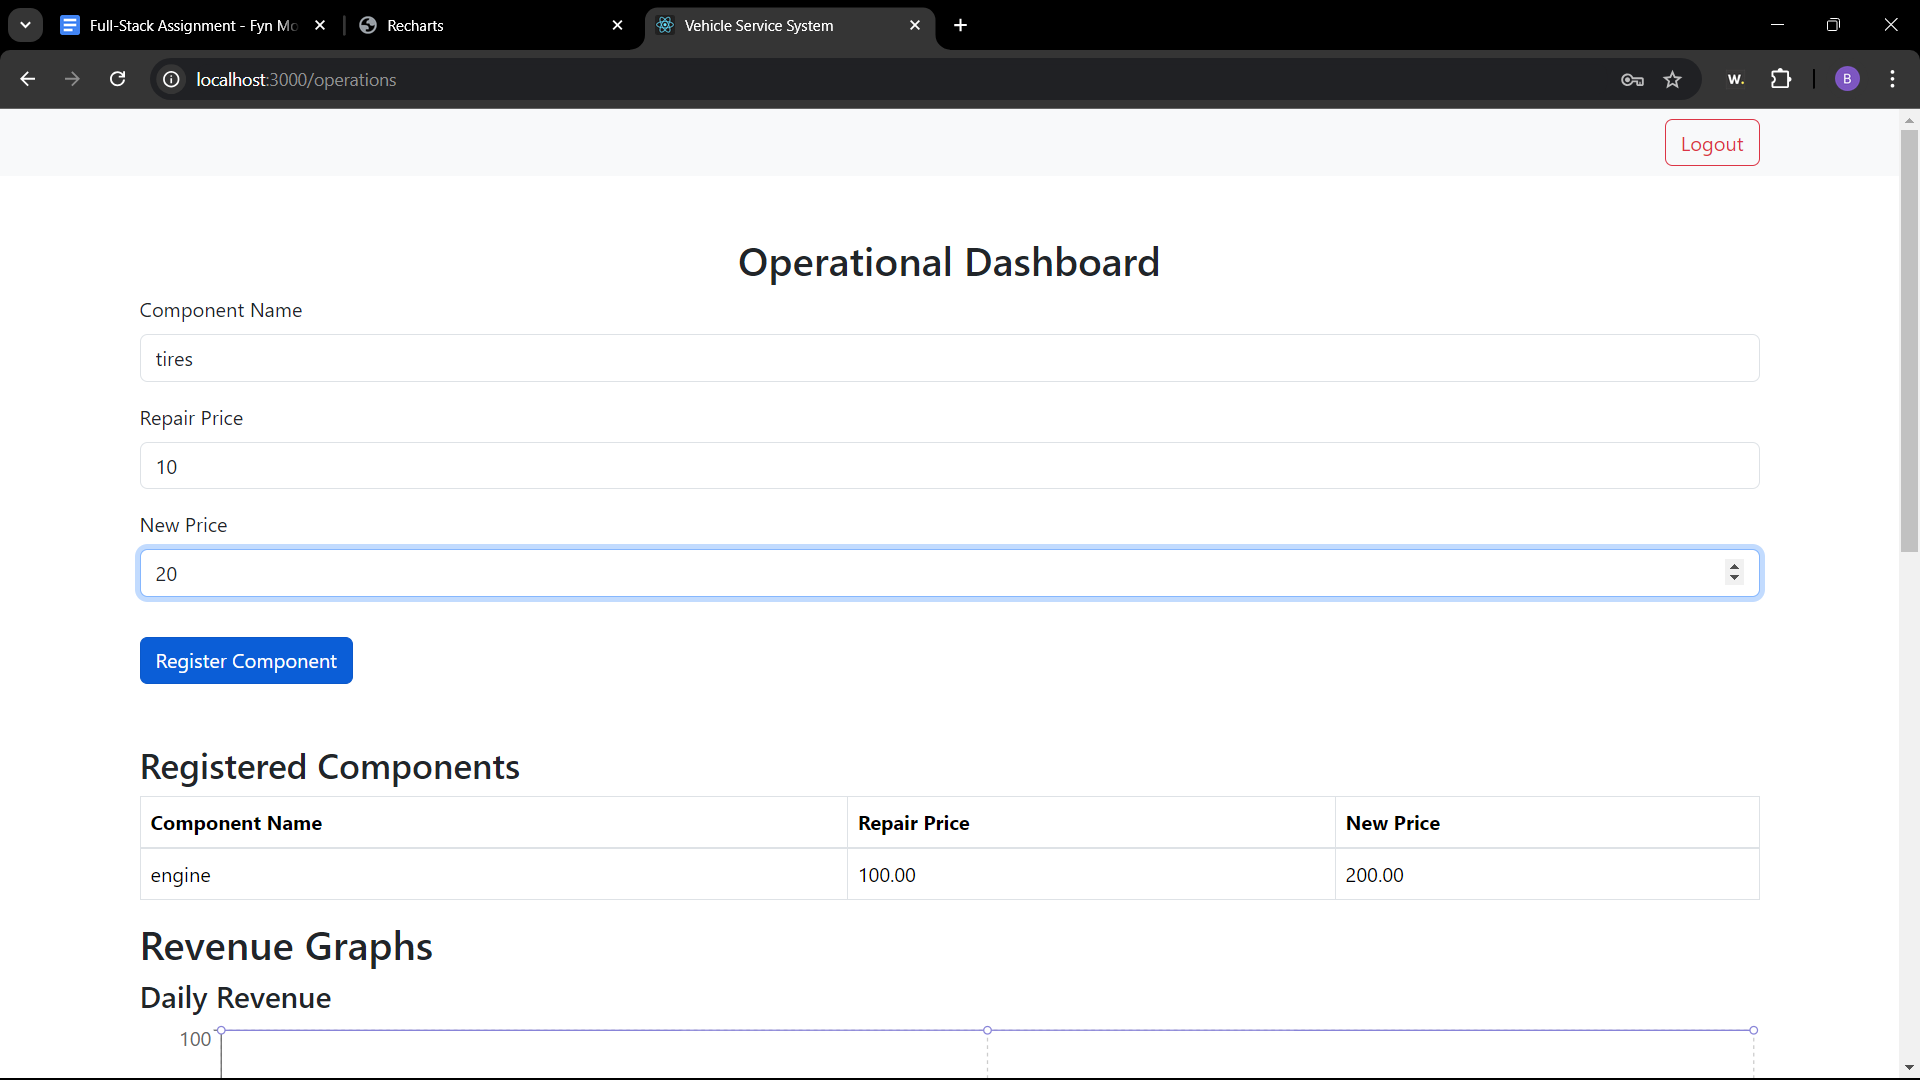 Full-Stack Assignment - Fyn Mo
Recharts
Vehicle Service System
localhost:3000/operations
w.
B
Logout
Operational Dashboard
Component Name
tires
Repair Price
10
New Price
20
Register Component
Registered Components
Component Name Repair Price New Price
engine 100.00 200.00
Revenue Graphs
Daily Revenue
100